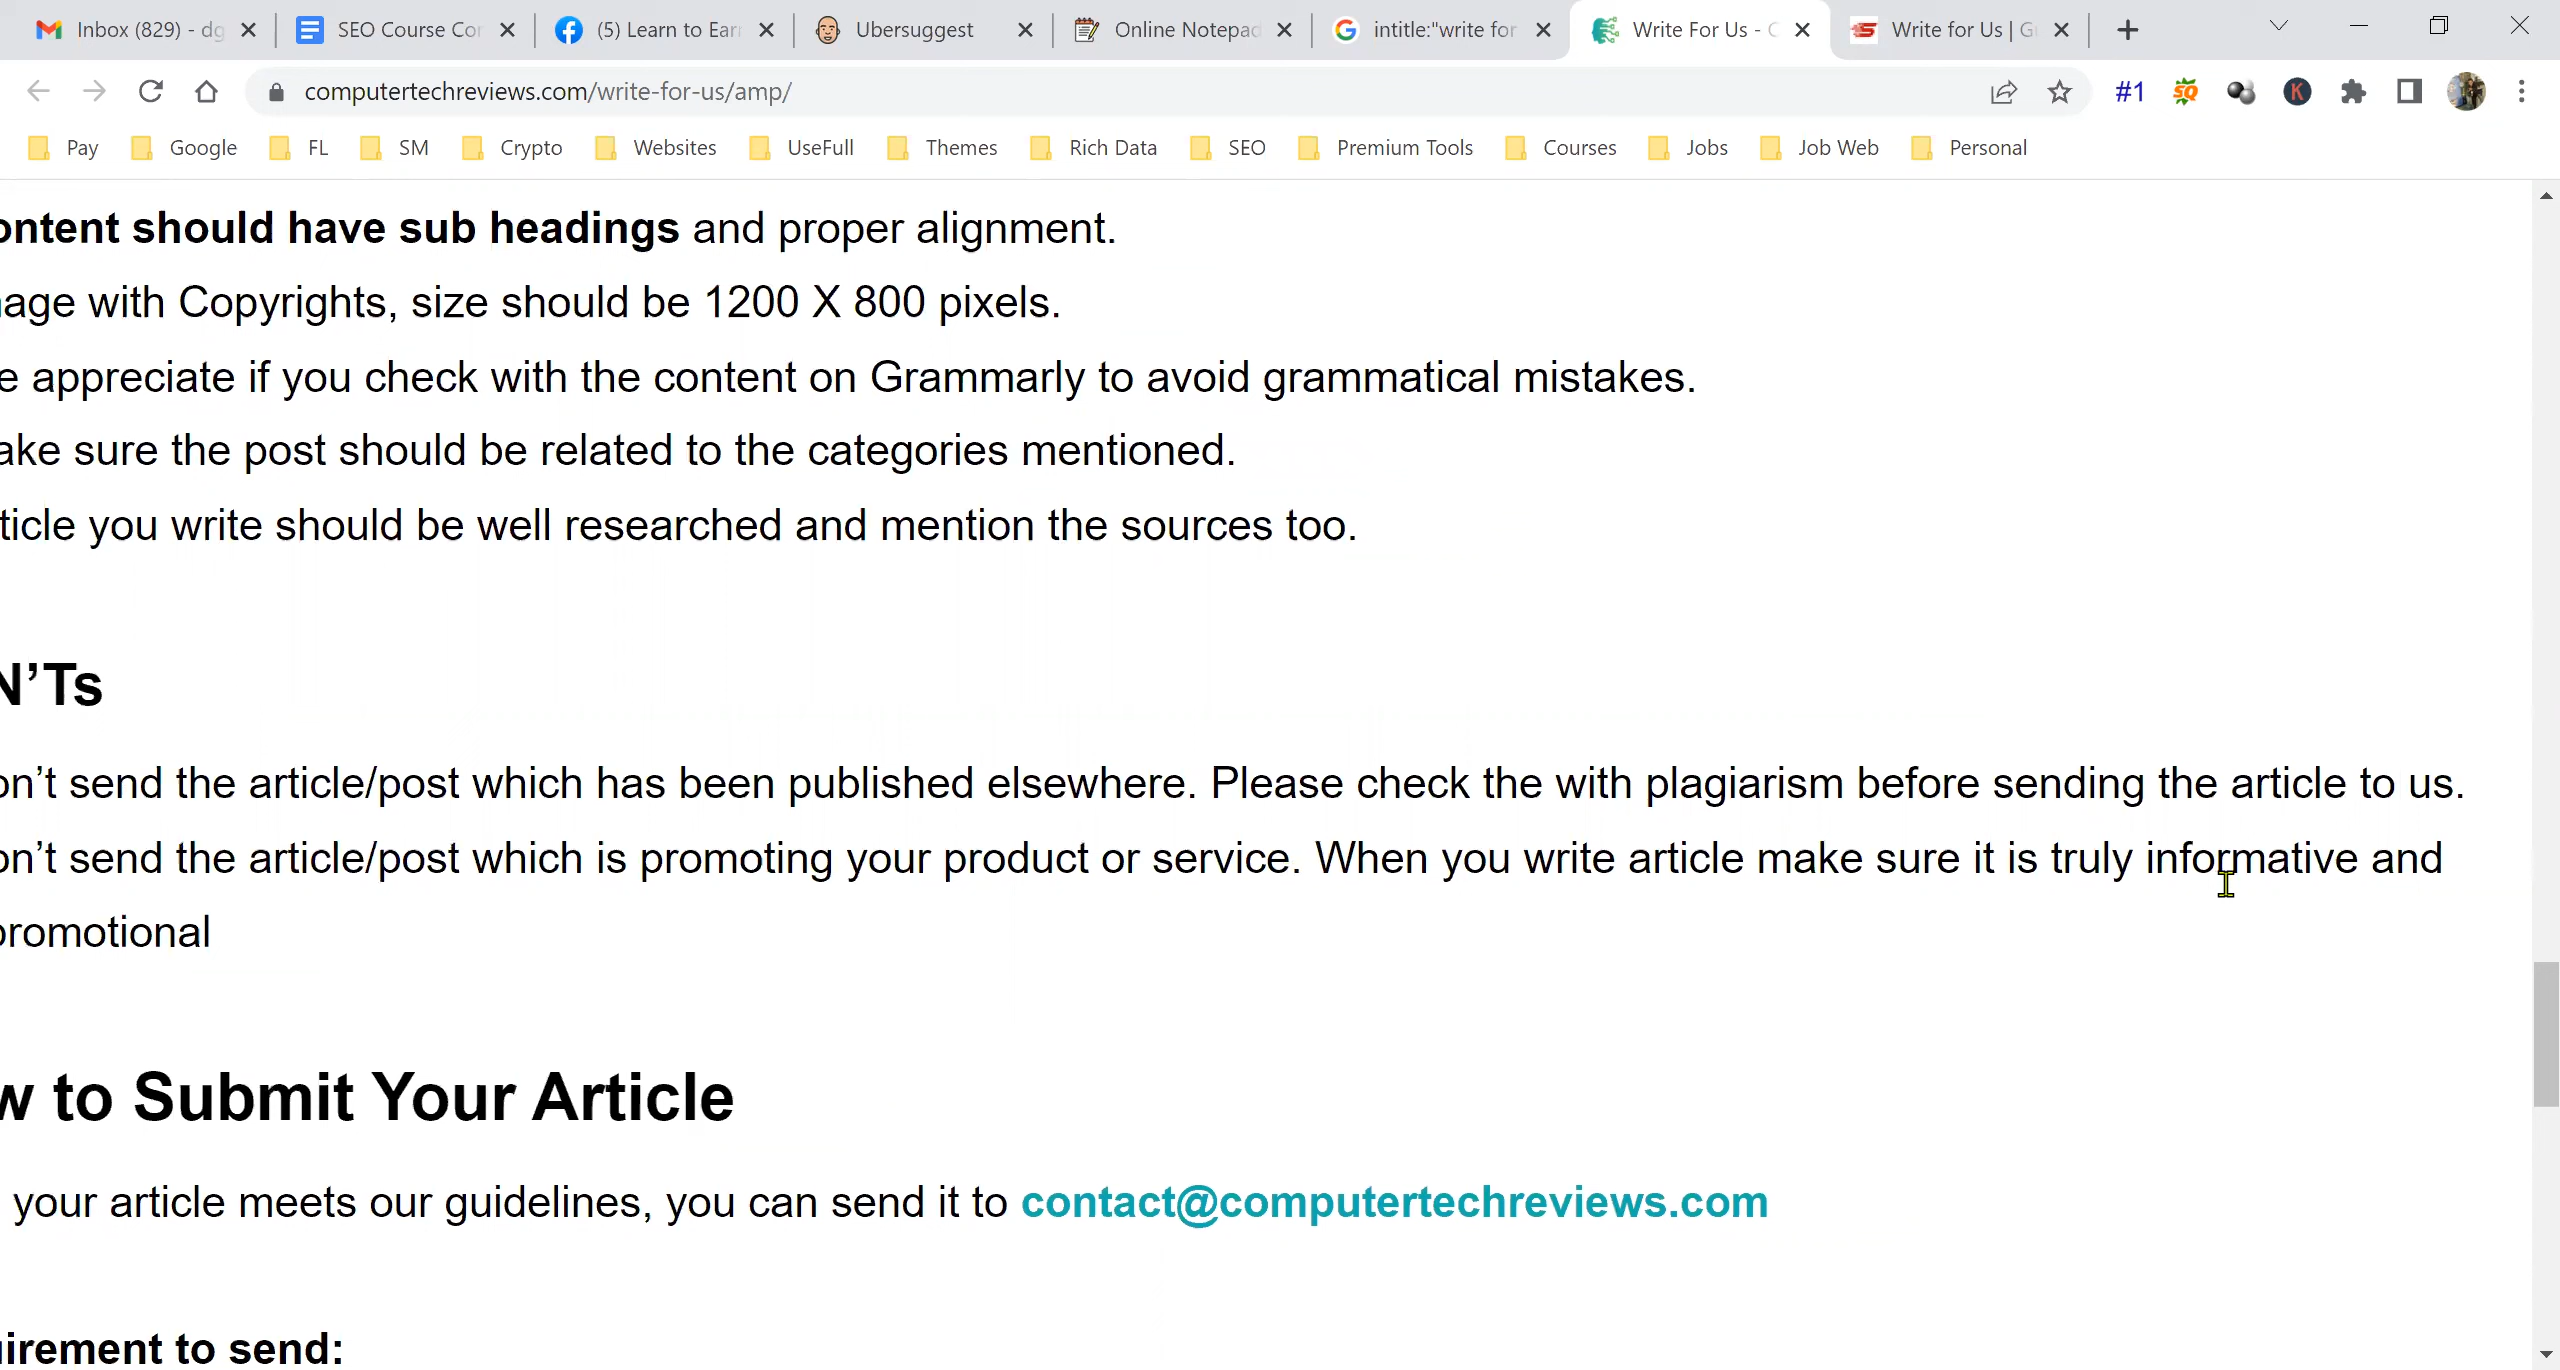 Inbox (829) - dg
SEO Course Con
(5) Learn to Earn
Ubersuggest
Online Notepad
intitle:"write for
Write For Us - C
Write for Us | Gu
computertechreviews.com/write-for-us/amp/
#1
SQ
K
Pay
Google
FL
SM
Crypto
Websites
UseFull
Themes
Rich Data
SEO
Premium Tools
Courses
Jobs
Job Web
Personal
ontent should have sub headings and proper alignment.
age with Copyrights, size should be 1200 X 800 pixels.
e appreciate if you check with the content on Grammarly to avoid grammatical mistakes.
ake sure the post should be related to the categories mentioned.
ticle you write should be well researched and mention the sources too.
N’Ts
on’t send the article/post which has been published elsewhere. Please check the with plagiarism before sending the article to us.
on’t send the article/post which is promoting your product or service. When you write article make sure it is truly informative and
promotional
w to Submit Your Article
your article meets our guidelines, you can send it to contact@computertechreviews.com
irement to send: